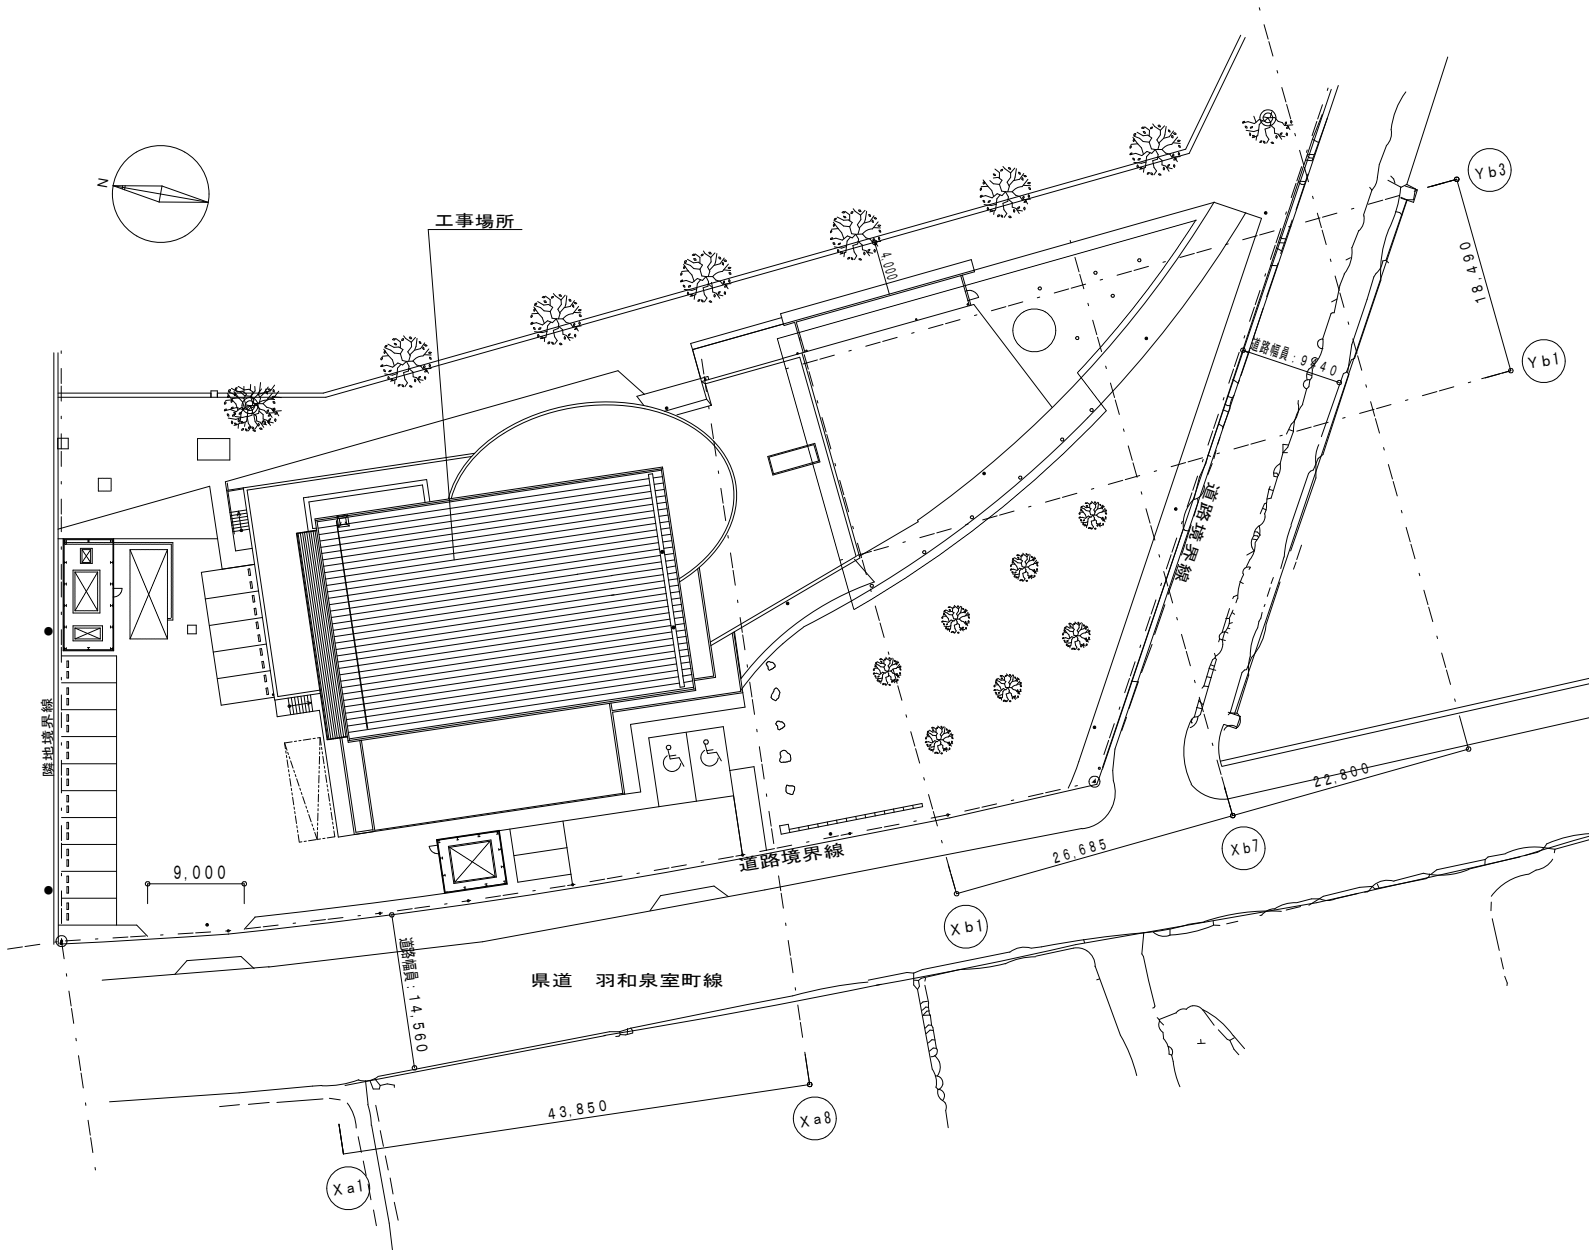 N
工事場所
4,000
Yb3
18,490
Yb1
道路幅員:9,940
道路境界線
隣地境界線
9,000
道路境界線
22,800
26,685
Xb7
Xb1
道路幅員:14,560
県道 羽和泉室町線
43,850
Xa8
Xa1